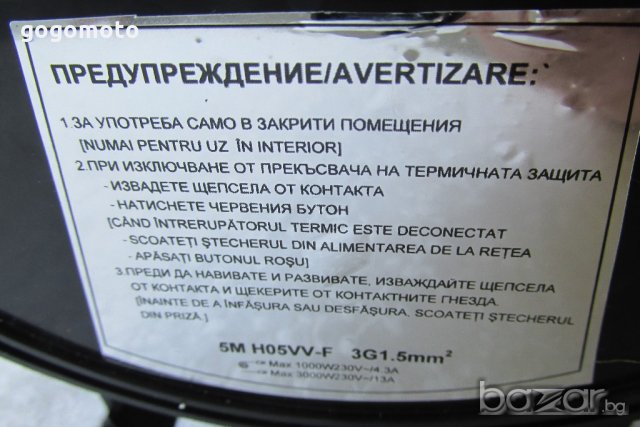 gogomoto
ПРЕДУПРЕЖДЕНИЕ/AVERTIZARE:
1.ЗА УПОТРЕБА САМО В ЗАКРИТИ ПОМЕЩЕНИЯ
[NUMAI PENTRU UZ ÎN INTERIOR]
2.ПРИ ИЗКЛЮЧВАНЕ ОТ ПРЕКЪСВАЧА НА ТЕРМИЧНАТА ЗАЩИТА
- ИЗВАДЕТЕ ЩЕПСЕЛА ОТ КОНТАКТА
- НАТИСНЕТЕ ЧЕРВЕНИЯ БУТОН
[CÂND ÎNTRERUPĂTORUL TERMIC ESTE DECONECTAT
- SCOATEȚI ȘTECHERUL DIN ALIMENTAREA DE LA REȚEA
- APĂSAȚI BUTONUL ROȘU]
3.ПРЕДИ ДА НАВИВАТЕ И РАЗВИВАТЕ, ИЗВАЖДАЙТЕ ЩЕПСЕЛА
ОТ КОНТАКТА И ЩЕКЕРИТЕ ОТ КОНТАКТНИТЕ ГНЕЗДА.
[ÎNAINTE DE A ÎNFĂȘURA SAU DESFĂȘURA, SCOATEȚI ȘTECHERUL
DIN PRIZĂ.]
5M H05VV-F 3G1.5mm²
Max 1000W230V~/4.3A
Max 3000W230V~/13A
bazar.bg